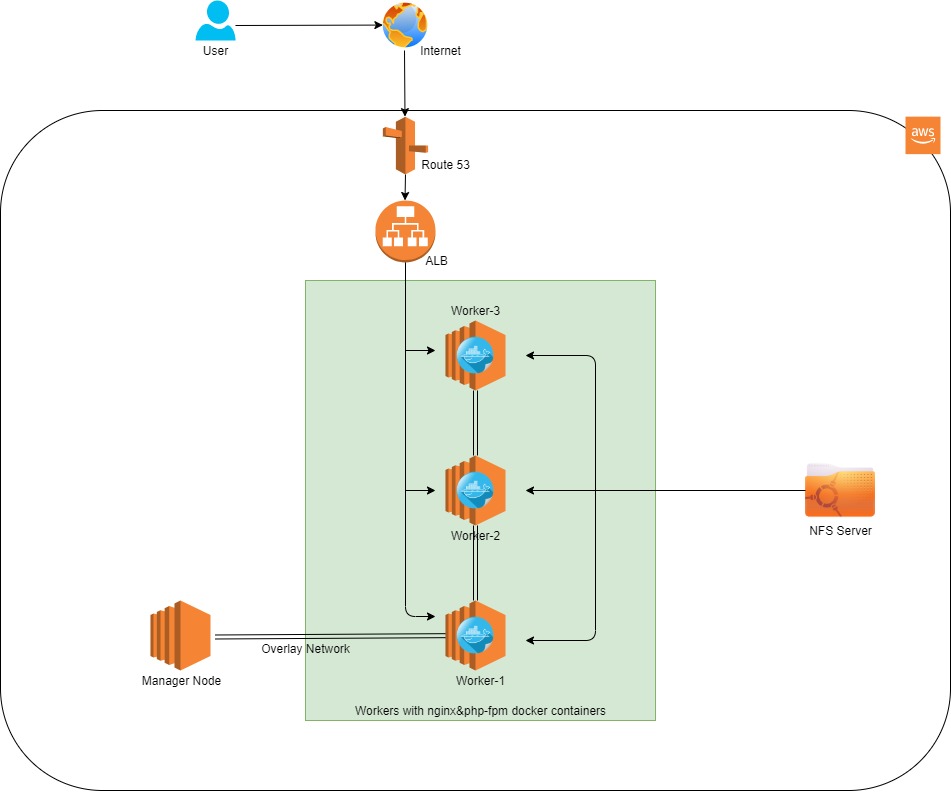 User
Internet
aws
Route 53
ALB
Worker-3
Worker-2
NFS Server
Overlay Network
Manager Node
Worker-1
Workers with nginx&php-fpm docker containers